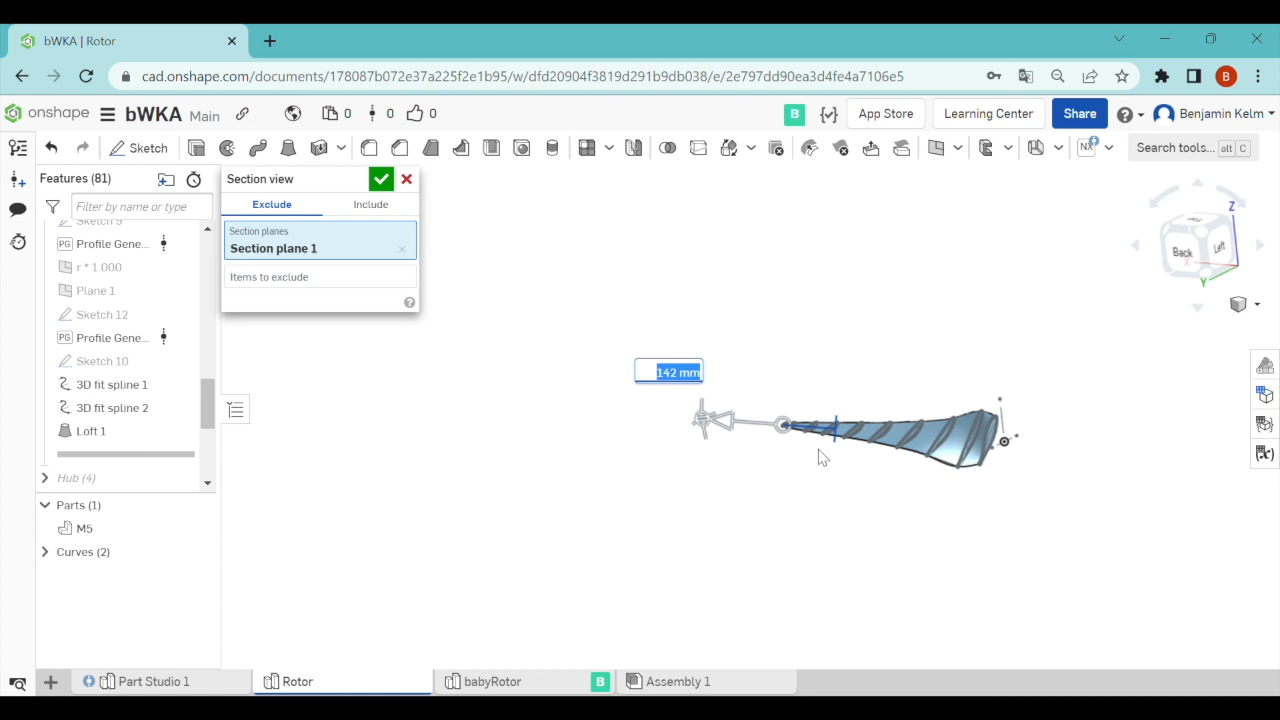 bWKA | Rotor
cad.onshape.com/documents/178087b072e37a225f2e1b95/w/dfd20904f3819d291b9db038/e/2e797dd90ea3d4fe4a7106e5
B
onshape bWKA Main 0 0 0 B App Store Learning Center Share Benjamin Kelm
Sketch NX Search tools... alt C
Features (81)
Filter by name or type
Sketch 9
PG Profile Gene...
r * 1.000
Plane 1
Sketch 12
PG Profile Gene...
Sketch 10
3D fit spline 1
3D fit spline 2
Loft 1
Hub (4)
Parts (1)
M5
Curves (2)
Section view
Exclude Include
Section planes
Section plane 1
Items to exclude
142 mm
Z
Back Left
X
Y
Part Studio 1 Rotor babyRotor B Assembly 1